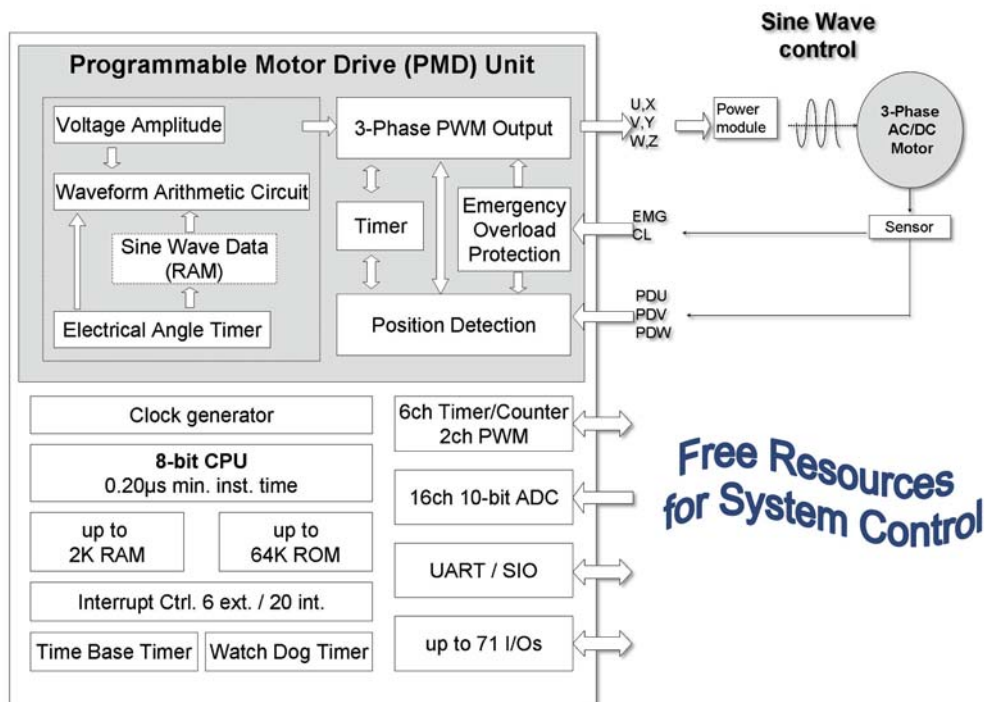 Sine Wave
control
Programmable Motor Drive (PMD) Unit
Voltage Amplitude
Waveform Arithmetic Circuit
Sine Wave Data
(RAM)
Electrical Angle Timer
3-Phase PWM Output
Timer
Emergency
Overload
Protection
Position Detection
U,X
V,Y
W,Z
Power
module
3-Phase
AC/DC
Motor
EMG
CL
Sensor
PDU
PDV
PDW
Clock generator
8-bit CPU
0.20µs min. inst. time
up to
2K RAM
up to
64K ROM
Interrupt Ctrl. 6 ext. / 20 int.
Time Base Timer
Watch Dog Timer
6ch Timer/Counter
2ch PWM
16ch 10-bit ADC
UART / SIO
up to 71 I/Os
Free Resources
for System Control